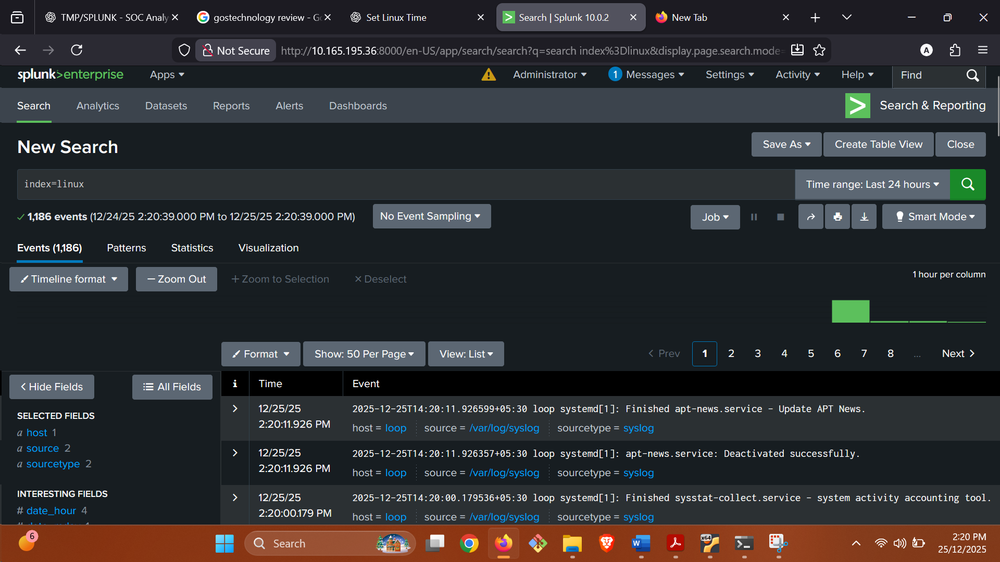 TMP/SPLUNK - SOC Analy
gostechnology review - Go
Set Linux Time
Search | Splunk 10.0.2
New Tab
Not Secure
http://10.165.195.36:8000/en-US/app/search/search?q=search index%3Dlinux&display.page.search.mode=
A
splunk>enterprise
Apps
Administrator
1
Messages
Settings
Activity
Help
Find
Search
Analytics
Datasets
Reports
Alerts
Dashboards
Search & Reporting
New Search
Save As
Create Table View
Close
index=linux
Time range: Last 24 hours
1,186 events (12/24/25 2:20:39.000 PM to 12/25/25 2:20:39.000 PM)
No Event Sampling
Job
Smart Mode
Events (1,186)
Patterns
Statistics
Visualization
Timeline format
Zoom Out
+ Zoom to Selection
Deselect
1 hour per column
Format
Show: 50 Per Page
View: List
Prev
1
2
3
4
5
6
7
8
...
Next
Hide Fields
All Fields
i
Time
Event
SELECTED FIELDS
a host 1
a source 2
a sourcetype 2
INTERESTING FIELDS
# date_hour 4
12/25/25
2:20:11.926 PM
2025-12-25T14:20:11.926599+05:30 loop systemd[1]: Finished apt-news.service - Update APT News.
host = loop source = /var/log/syslog sourcetype = syslog
12/25/25
2:20:11.926 PM
2025-12-25T14:20:11.926357+05:30 loop systemd[1]: apt-news.service: Deactivated successfully.
host = loop source = /var/log/syslog sourcetype = syslog
12/25/25
2:20:00.179 PM
2025-12-25T14:20:00.179536+05:30 loop systemd[1]: Finished sysstat-collect.service - system activity accounting tool.
host = loop source = /var/log/syslog sourcetype = syslog
6
Search
W
x64
2:20 PM
25/12/2025